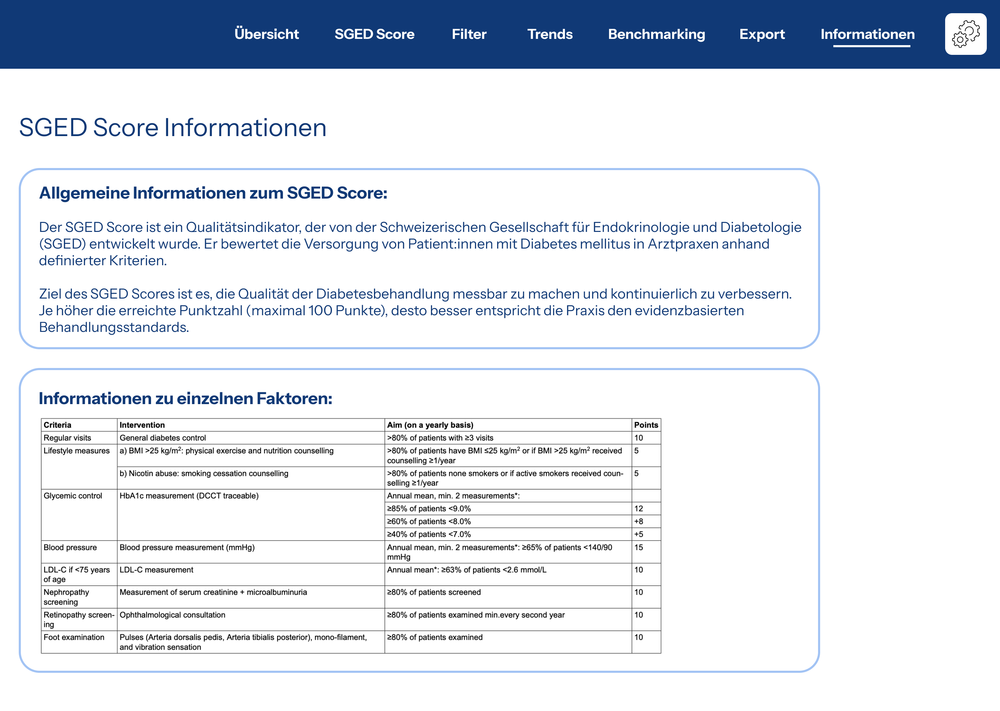 Übersicht SGED Score Filter Trends Benchmarking Export Informationen
SGED Score Informationen
Allgemeine Informationen zum SGED Score:
Der SGED Score ist ein Qualitätsindikator, der von der Schweizerischen Gesellschaft für Endokrinologie und Diabetologie
(SGED) entwickelt wurde. Er bewertet die Versorgung von Patient:innen mit Diabetes mellitus in Arztpraxen anhand
definierter Kriterien.
Ziel des SGED Scores ist es, die Qualität der Diabetesbehandlung messbar zu machen und kontinuierlich zu verbessern.
Je höher die erreichte Punktzahl (maximal 100 Punkte), desto besser entspricht die Praxis den evidenzbasierten
Behandlungsstandards.
Informationen zu einzelnen Faktoren:
Criteria Intervention Aim (on a yearly basis) Points
Regular visits General diabetes control >80% of patients with ≥3 visits 10
Lifestyle measures a) BMI >25 kg/m²: physical exercise and nutrition counselling >80% of patients have BMI ≤25 kg/m² or if BMI >25 kg/m² received 5
counselling ≥1/year
b) Nicotin abuse: smoking cessation counselling >80% of patients none smokers or if active smokers received coun- 5
selling ≥1/year
Glycemic control HbA1c measurement (DCCT traceable) Annual mean, min. 2 measurements*:
≥85% of patients <9.0% 12
≥60% of patients <8.0% +8
≥40% of patients <7.0% +5
Blood pressure Blood pressure measurement (mmHg) Annual mean, min. 2 measurements*: ≥65% of patients <140/90 15
mmHg
LDL-C if <75 years LDL-C measurement Annual mean*: ≥63% of patients <2.6 mmol/L 10
of age
Nephropathy Measurement of serum creatinine + microalbuminuria ≥80% of patients screened 10
screening
Retinopathy screen- Ophthalmological consultation ≥80% of patients examined min.every second year 10
ing
Foot examination Pulses (Arteria dorsalis pedis, Arteria tibialis posterior), mono-filament, ≥80% of patients examined 10
and vibration sensation